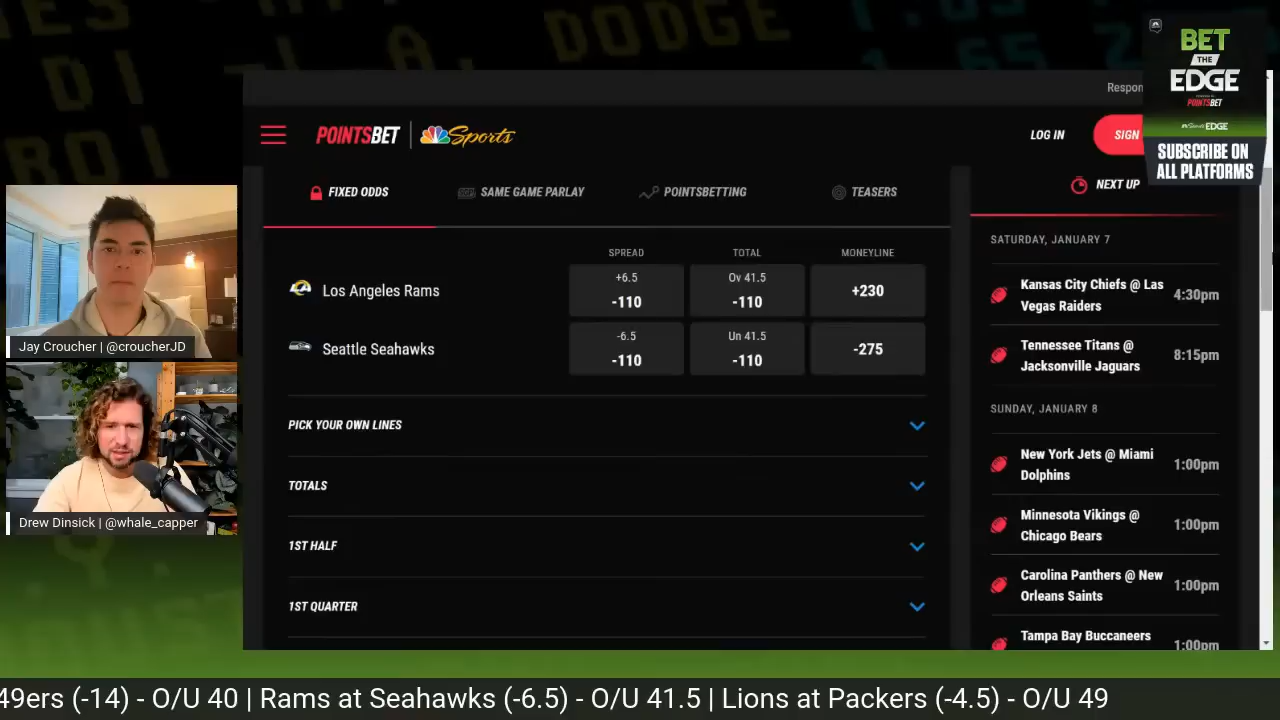 BET
THE
EDGE
POINTSBET
EDGE
SUBSCRIBE ON
ALL PLATFORMS
POINTSBET | Sports
LOG IN
SIGN
FIXED ODDS
SAME GAME PARLAY
POINTSBETTING
TEASERS
SPREAD TOTAL MONEYLINE
Los Angeles Rams
+6.5
-110
Ov 41.5
-110
+230
Seattle Seahawks
-6.5
-110
Un 41.5
-110
-275
PICK YOUR OWN LINES
TOTALS
1ST HALF
1ST QUARTER
NEXT UP
SATURDAY, JANUARY 7
Kansas City Chiefs @ Las
Vegas Raiders
4:30pm
Tennessee Titans @
Jacksonville Jaguars
8:15pm
SUNDAY, JANUARY 8
New York Jets @ Miami
Dolphins
1:00pm
Minnesota Vikings @
Chicago Bears
1:00pm
Carolina Panthers @ New
Orleans Saints
1:00pm
Tampa Bay Buccaneers
1:00pm
Jay Croucher | @croucherJD
Drew Dinsick | @whale_capper
49ers (-14) - O/U 40 | Rams at Seahawks (-6.5) - O/U 41.5 | Lions at Packers (-4.5) - O/U 49